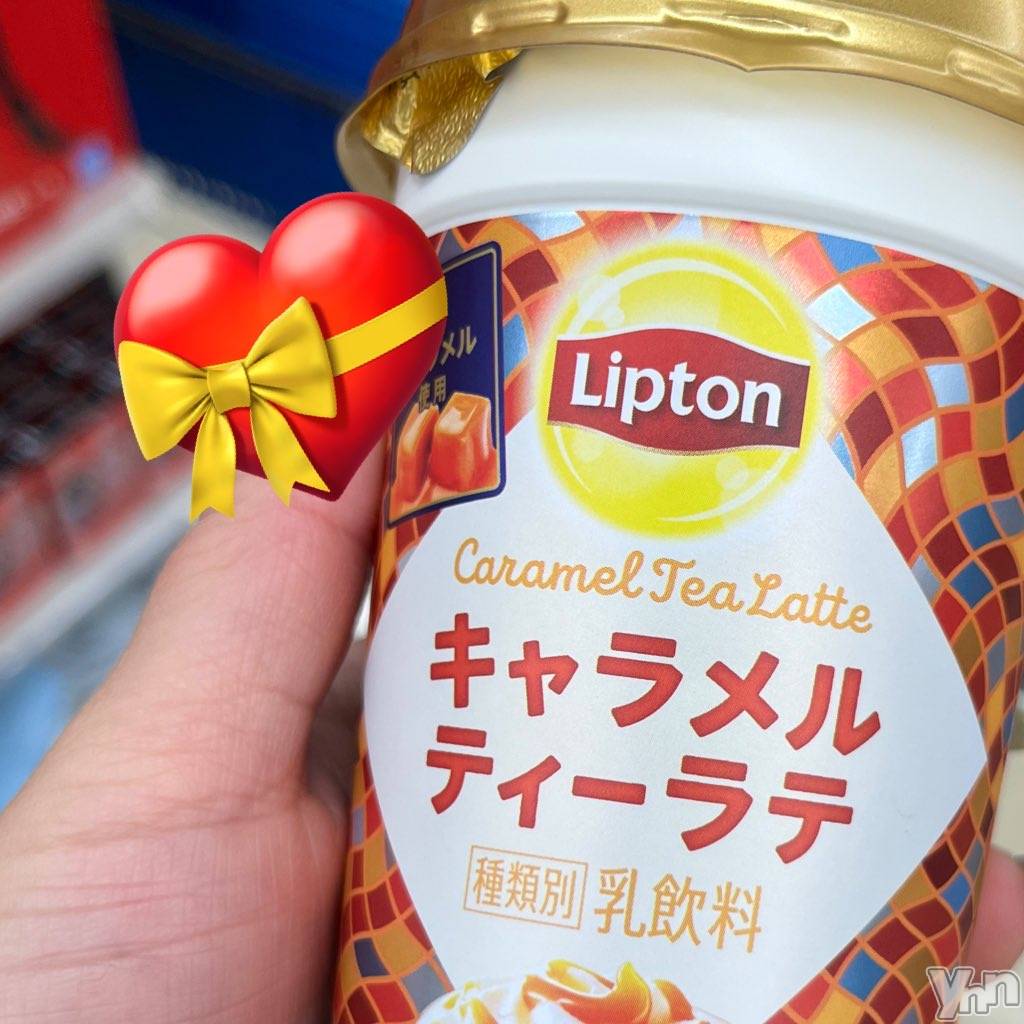 メル
使用
Lipton
Caramel Tea Latte
キャラメル
ティーラテ
種類別 乳飲料
ynn